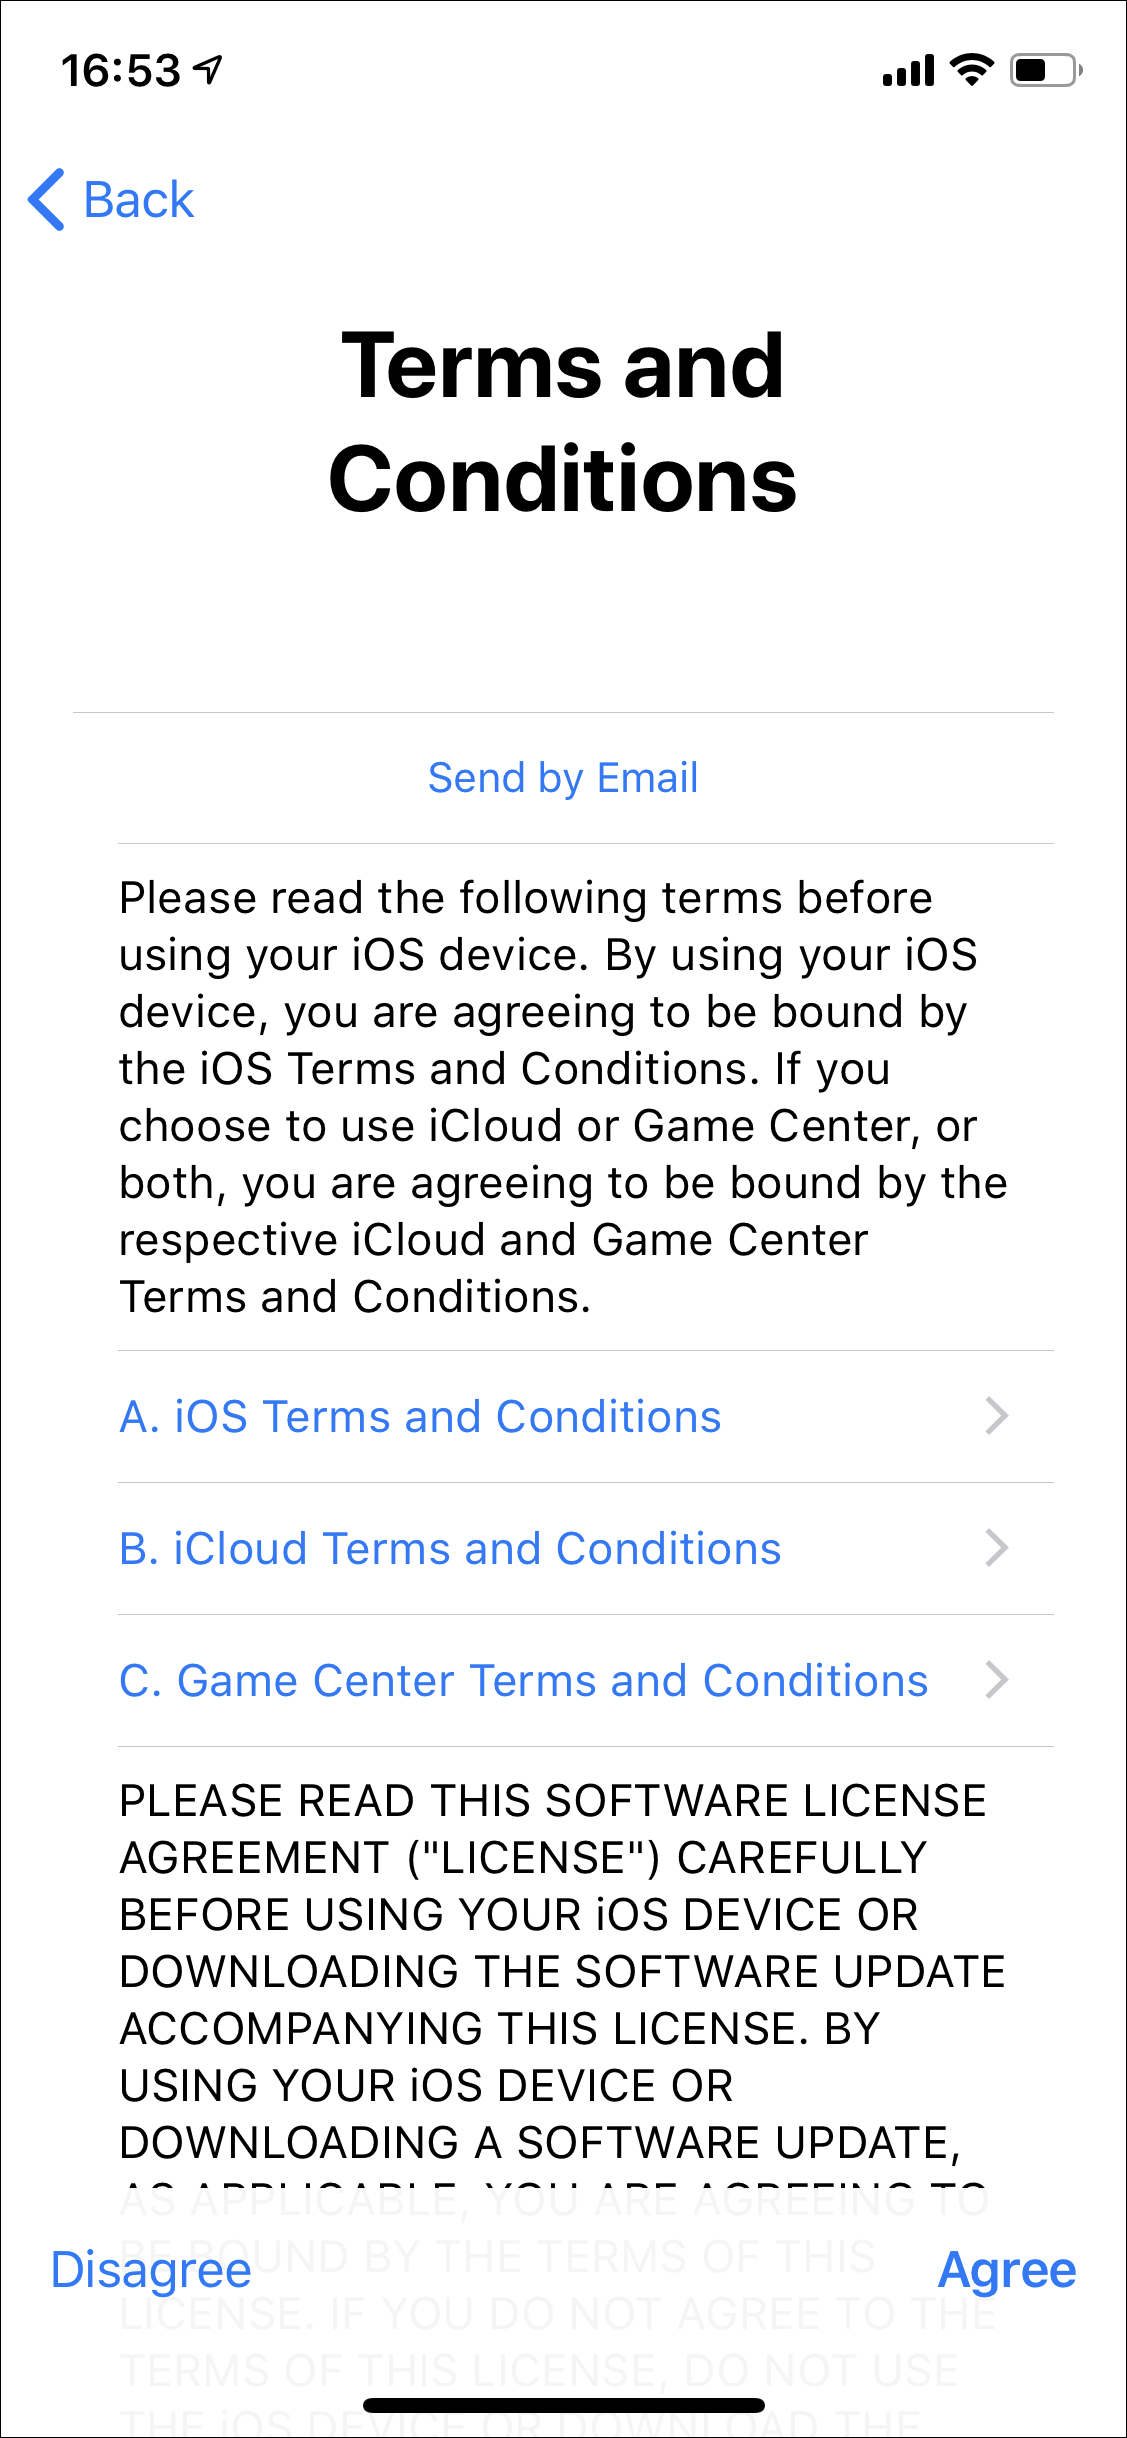 16:53
Back
Terms and
Conditions
Send by Email
Please read the following terms before
using your iOS device. By using your iOS
device, you are agreeing to be bound by
the iOS Terms and Conditions. If you
choose to use iCloud or Game Center, or
both, you are agreeing to be bound by the
respective iCloud and Game Center
Terms and Conditions.
A. iOS Terms and Conditions
B. iCloud Terms and Conditions
C. Game Center Terms and Conditions
PLEASE READ THIS SOFTWARE LICENSE
AGREEMENT ("LICENSE") CAREFULLY
BEFORE USING YOUR iOS DEVICE OR
DOWNLOADING THE SOFTWARE UPDATE
ACCOMPANYING THIS LICENSE. BY
USING YOUR iOS DEVICE OR
DOWNLOADING A SOFTWARE UPDATE,
AS APPLICABLE, YOU ARE AGREEING TO
BE BOUND BY THE TERMS OF THIS
Disagree
Agree
LICENSE. IF YOU DO NOT AGREE TO THE
TERMS OF THIS LICENSE, DO NOT USE
THE iOS DEVICE OR DOWNLOAD THE